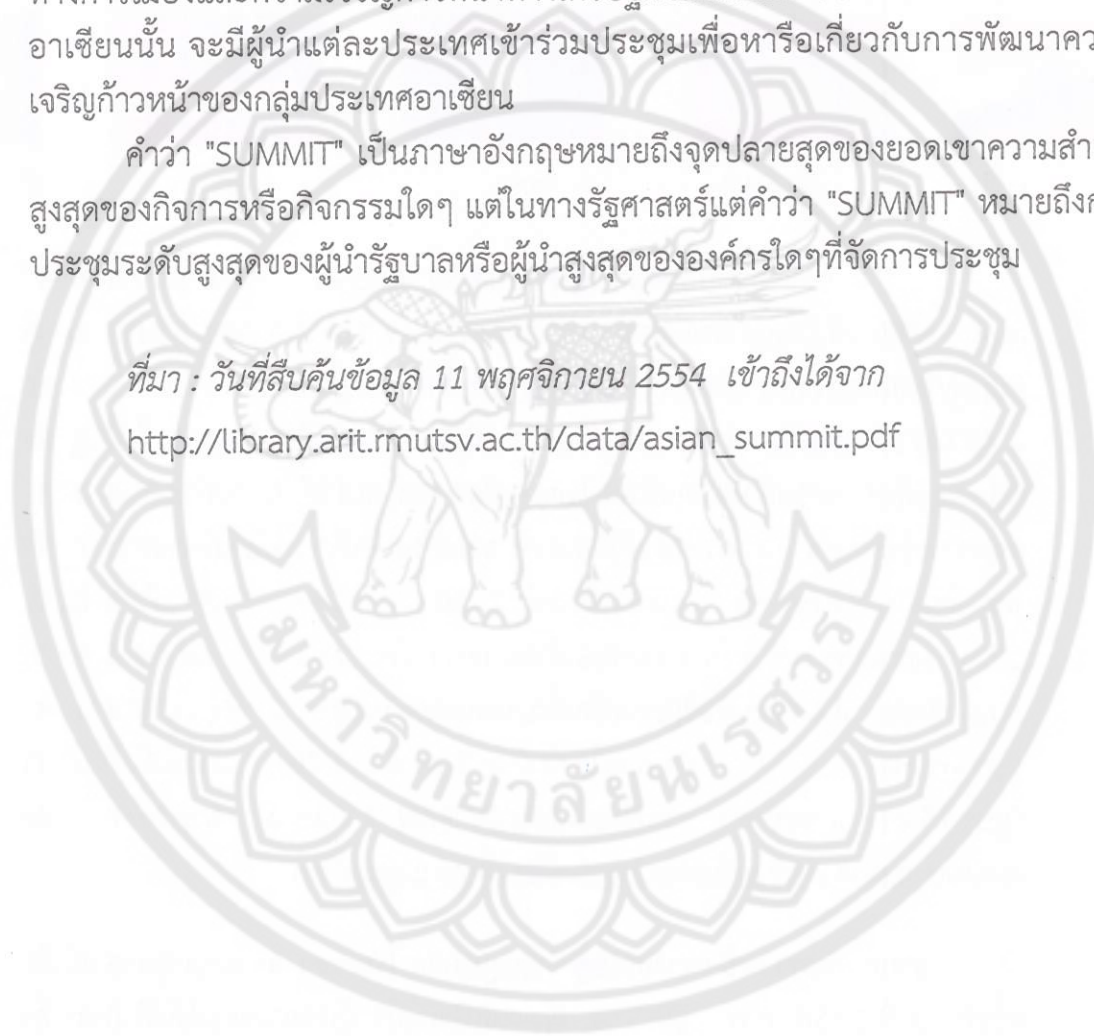 อาเซียนนั้น จะมีผู้นำแต่ละประเทศเข้าร่วมประชุมเพื่อหารือเกี่ยวกับการพัฒนา
เจริญก้าวหน้าของกลุ่มประเทศอาเซียน
คำว่า "SUMMIT" เป็นภาษาอังกฤษหมายถึงจุดปลายสุดของยอดเขาความ
สูงสุดของกิจการหรือกิจกรรมใดๆ แต่ในทางรัฐศาสตร์แต่คำว่า "SUMMIT" หมายถึง
ประชุมระดับสูงสุดของผู้นำรัฐบาลหรือผู้นำสูงสุดขององค์กรใดๆที่จัดการประชุม
ที่มา : วันที่สืบค้นข้อมูล 11 พฤศจิกายน 2554 เข้าถึงได้จาก
http://library.arit.rmutsv.ac.th/data/asian_summit.pdf
มหาวิทยาลัยนเรศวร